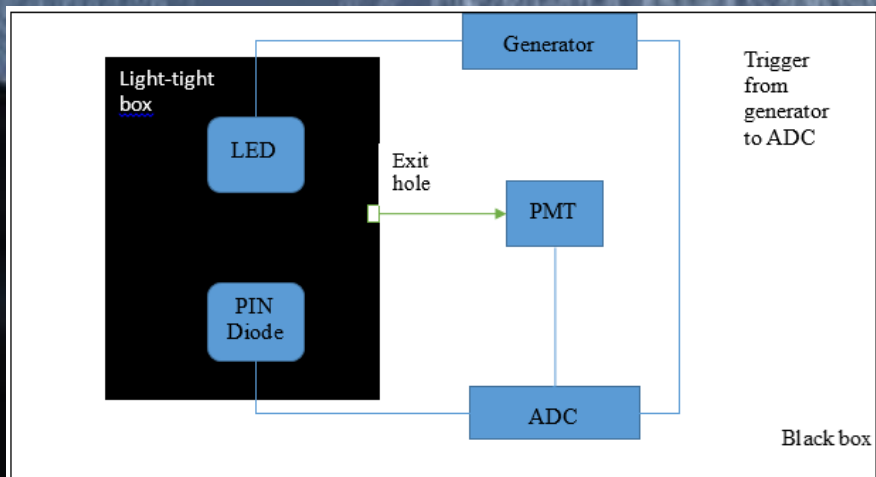 Generator
Light-tight
box
Trigger
from
generator
to ADC
LED
Exit
hole
PMT
PIN
Diode
ADC
Black box